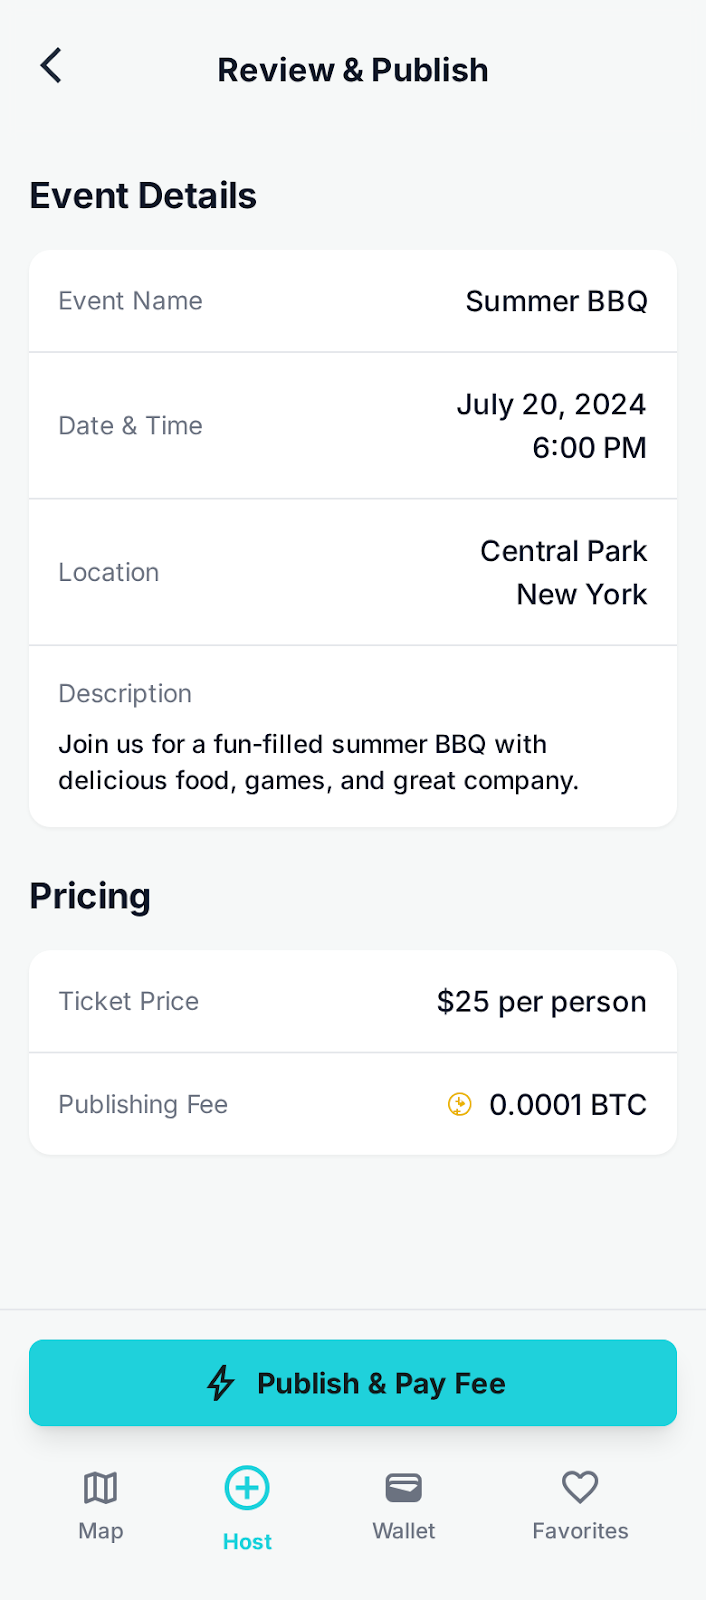 Review & Publish
Event Details
Event Name
Summer BBQ
Date & Time
July 20, 2024
6:00 PM
Location
Central Park
New York
Description
Join us for a fun-filled summer BBQ with
delicious food, games, and great company.
Pricing
Ticket Price
$25 per person
Publishing Fee
0.0001 BTC
Publish & Pay Fee
Map
Host
Wallet
Favorites